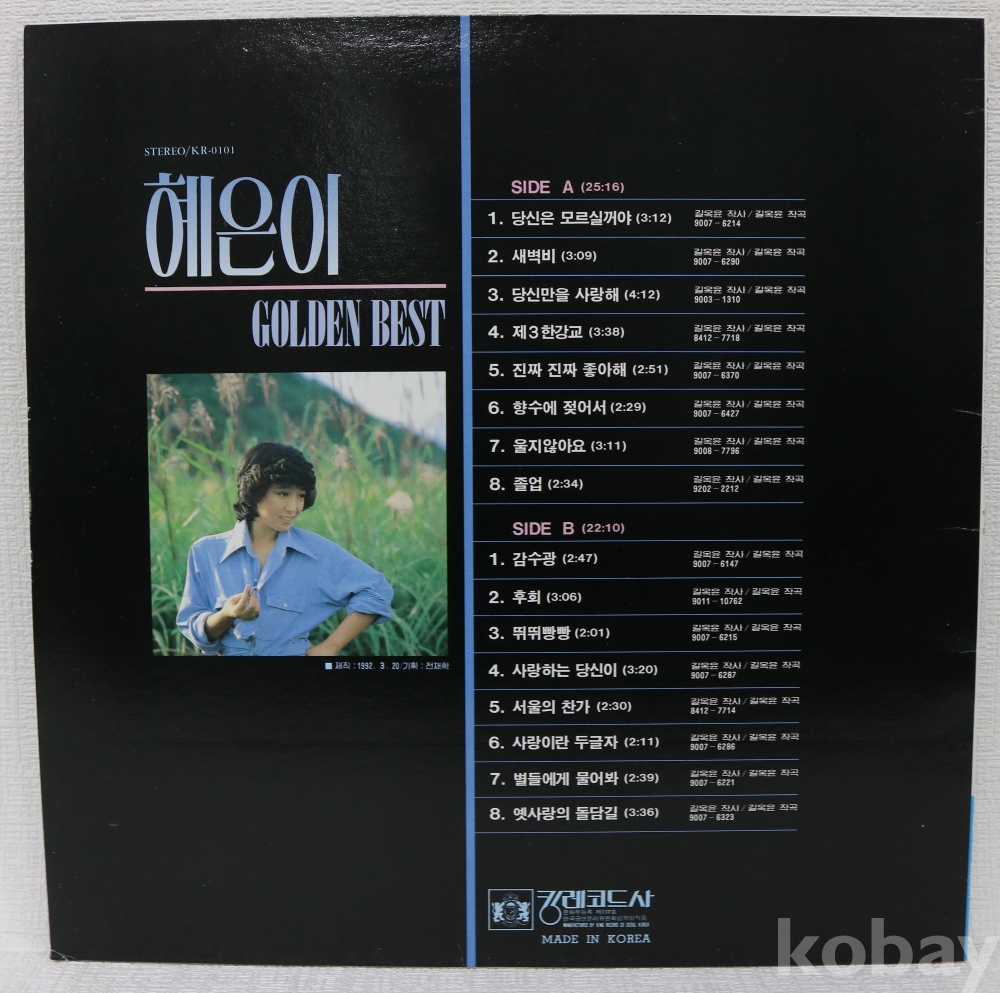 STEREO/KR-0101
혜은이
GOLDEN BEST
■ 제작 : 1992. 3. 20/기획 : 전재학
SIDE A (25:16)
1. 당신은 모르실꺼야 (3:12) 길옥윤 작사/길옥윤 작곡
9007-6214
2. 새벽비 (3:09) 길옥윤 작사/길옥윤 작곡
9007-6290
3. 당신만을 사랑해 (4:12) 길옥윤 작사/길옥윤 작곡
9003-1310
4. 제3한강교 (3:38) 길옥윤 작사/길옥윤 작곡
8412-7718
5. 진짜 진짜 좋아해 (2:51) 길옥윤 작사/길옥윤 작곡
9007-6370
6. 향수에 젖어서 (2:29) 길옥윤 작사/길옥윤 작곡
9007-6427
7. 울지않아요 (3:11) 길옥윤 작사/길옥윤 작곡
9008-7796
8. 졸업 (2:34) 길옥윤 작사/길옥윤 작곡
9202-2212
SIDE B (22:10)
1. 감수광 (2:47) 길옥윤 작사/길옥윤 작곡
9007-6147
2. 후회 (3:06) 길옥윤 작사/길옥윤 작곡
9011-10762
3. 뛰뛰빵빵 (2:01) 길옥윤 작사/길옥윤 작곡
9007-6215
4. 사랑하는 당신이 (3:20) 길옥윤 작사/길옥윤 작곡
9007-6287
5. 서울의 찬가 (2:30) 길옥윤 작사/길옥윤 작곡
8412-7714
6. 사랑이란 두글자 (2:11) 길옥윤 작사/길옥윤 작곡
9007-6286
7. 별들에게 물어봐 (2:39) 길옥윤 작사/길옥윤 작곡
9007-6221
8. 옛사랑의 돌담길 (3:36) 길옥윤 작사/길옥윤 작곡
9007-6323
킹레코드사
MANUFACTURED BY KING RECORD CO SEOUL KOREA
MADE IN KOREA
kobay